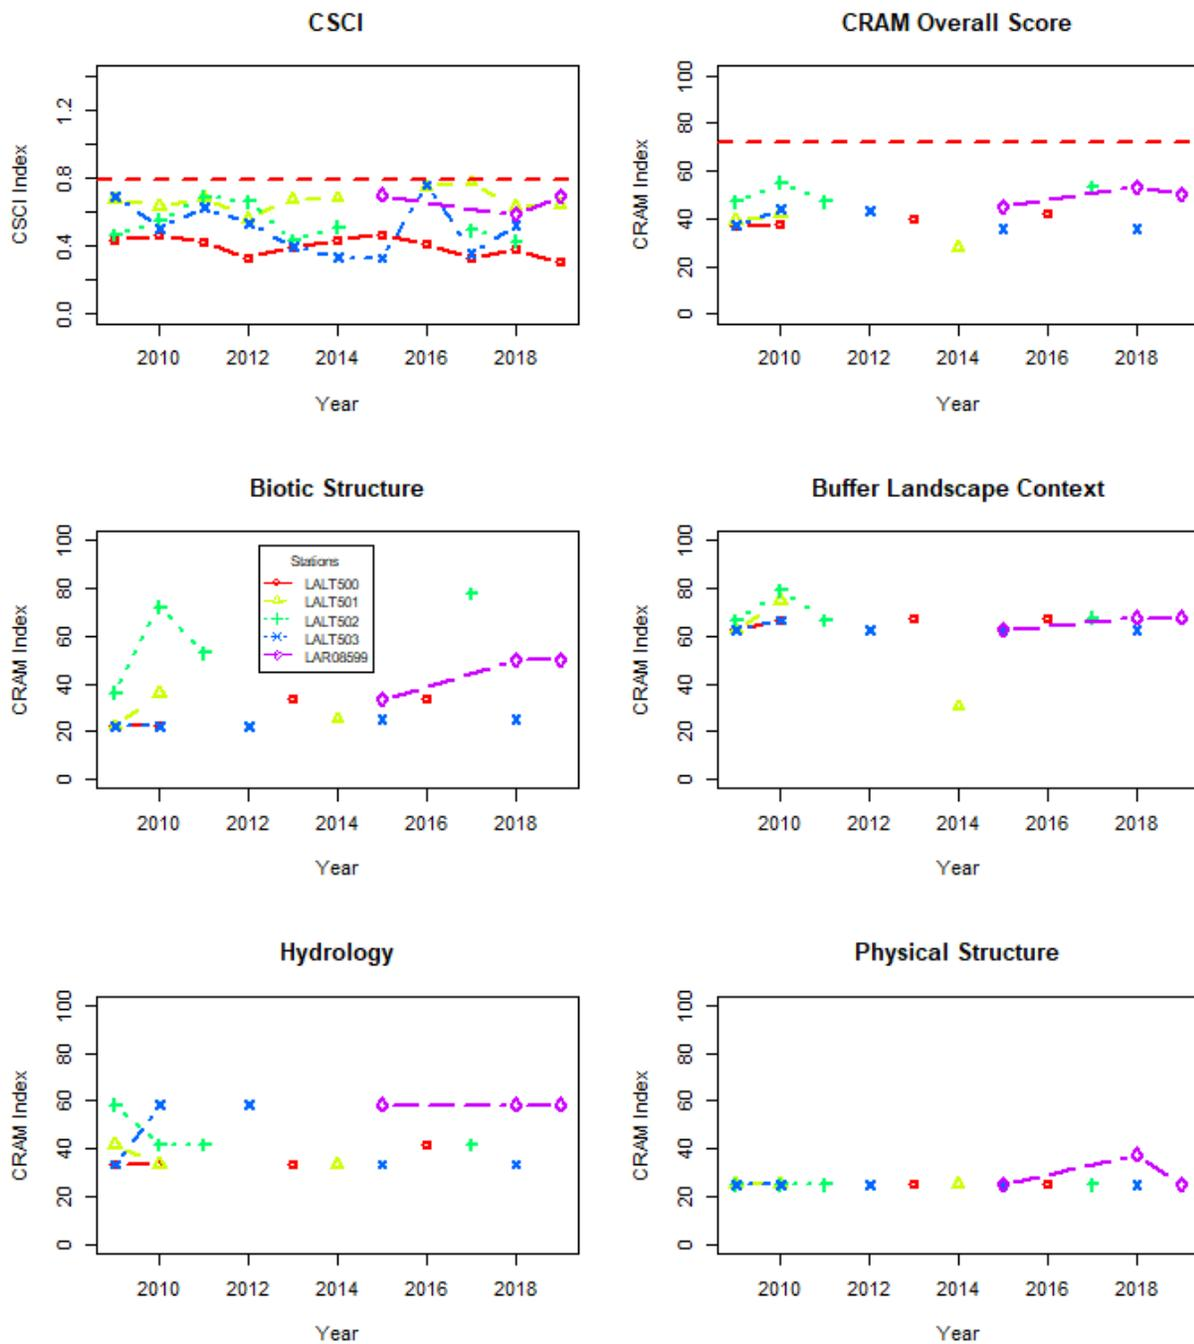 CSCI
CSCI Index
0.0 0.4 0.8 1.2
2010 2012 2014 2016 2018
Year
CRAM Overall Score
CRAM Index
0 20 40 60 80 100
2010 2012 2014 2016 2018
Year
Biotic Structure
CRAM Index
0 20 40 60 80 100
Stations
LALT500
LALT501
LALT502
LALT503
LAR08599
2010 2012 2014 2016 2018
Year
Buffer Landscape Context
CRAM Index
0 20 40 60 80 100
2010 2012 2014 2016 2018
Year
Hydrology
CRAM Index
0 20 40 60 80 100
2010 2012 2014 2016 2018
Year
Physical Structure
CRAM Index
0 20 40 60 80 100
2010 2012 2014 2016 2018
Year